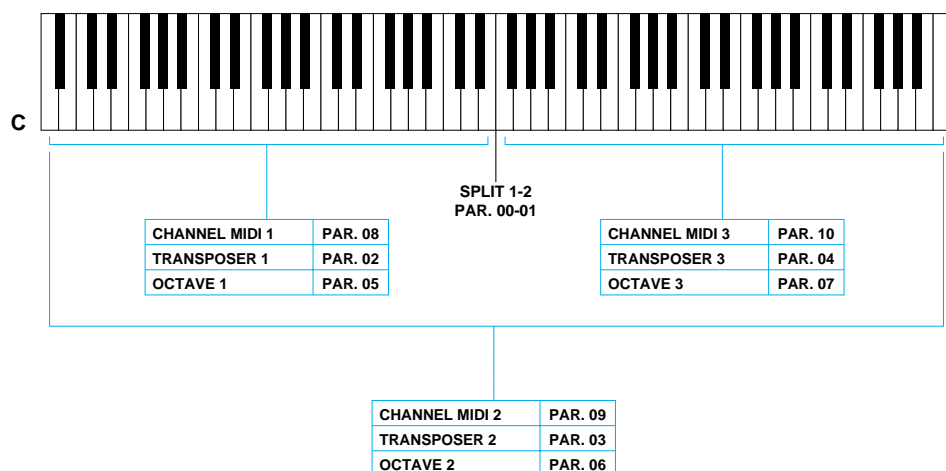 C
SPLIT 1-2
PAR. 00-01
CHANNEL MIDI 1 PAR. 08
TRANSPOSER 1 PAR. 02
OCTAVE 1 PAR. 05
CHANNEL MIDI 3 PAR. 10
TRANSPOSER 3 PAR. 04
OCTAVE 3 PAR. 07
CHANNEL MIDI 2 PAR. 09
TRANSPOSER 2 PAR. 03
OCTAVE 2 PAR. 06